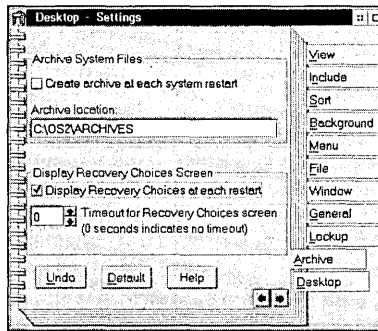 Desktop - Settings
Archive System Files
Create archive at each system restart
Archive location:
C:\OS2\ARCHIVES
Display Recovery Choices Screen
Display Recovery Choices at each restart
0
Timeout for Recovery Choices screen
(0 seconds indicates no timeout)
Undo
Default
Help
View
Include
Sort
Background
Menu
File
Window
General
Lockup
Archive
Desktop